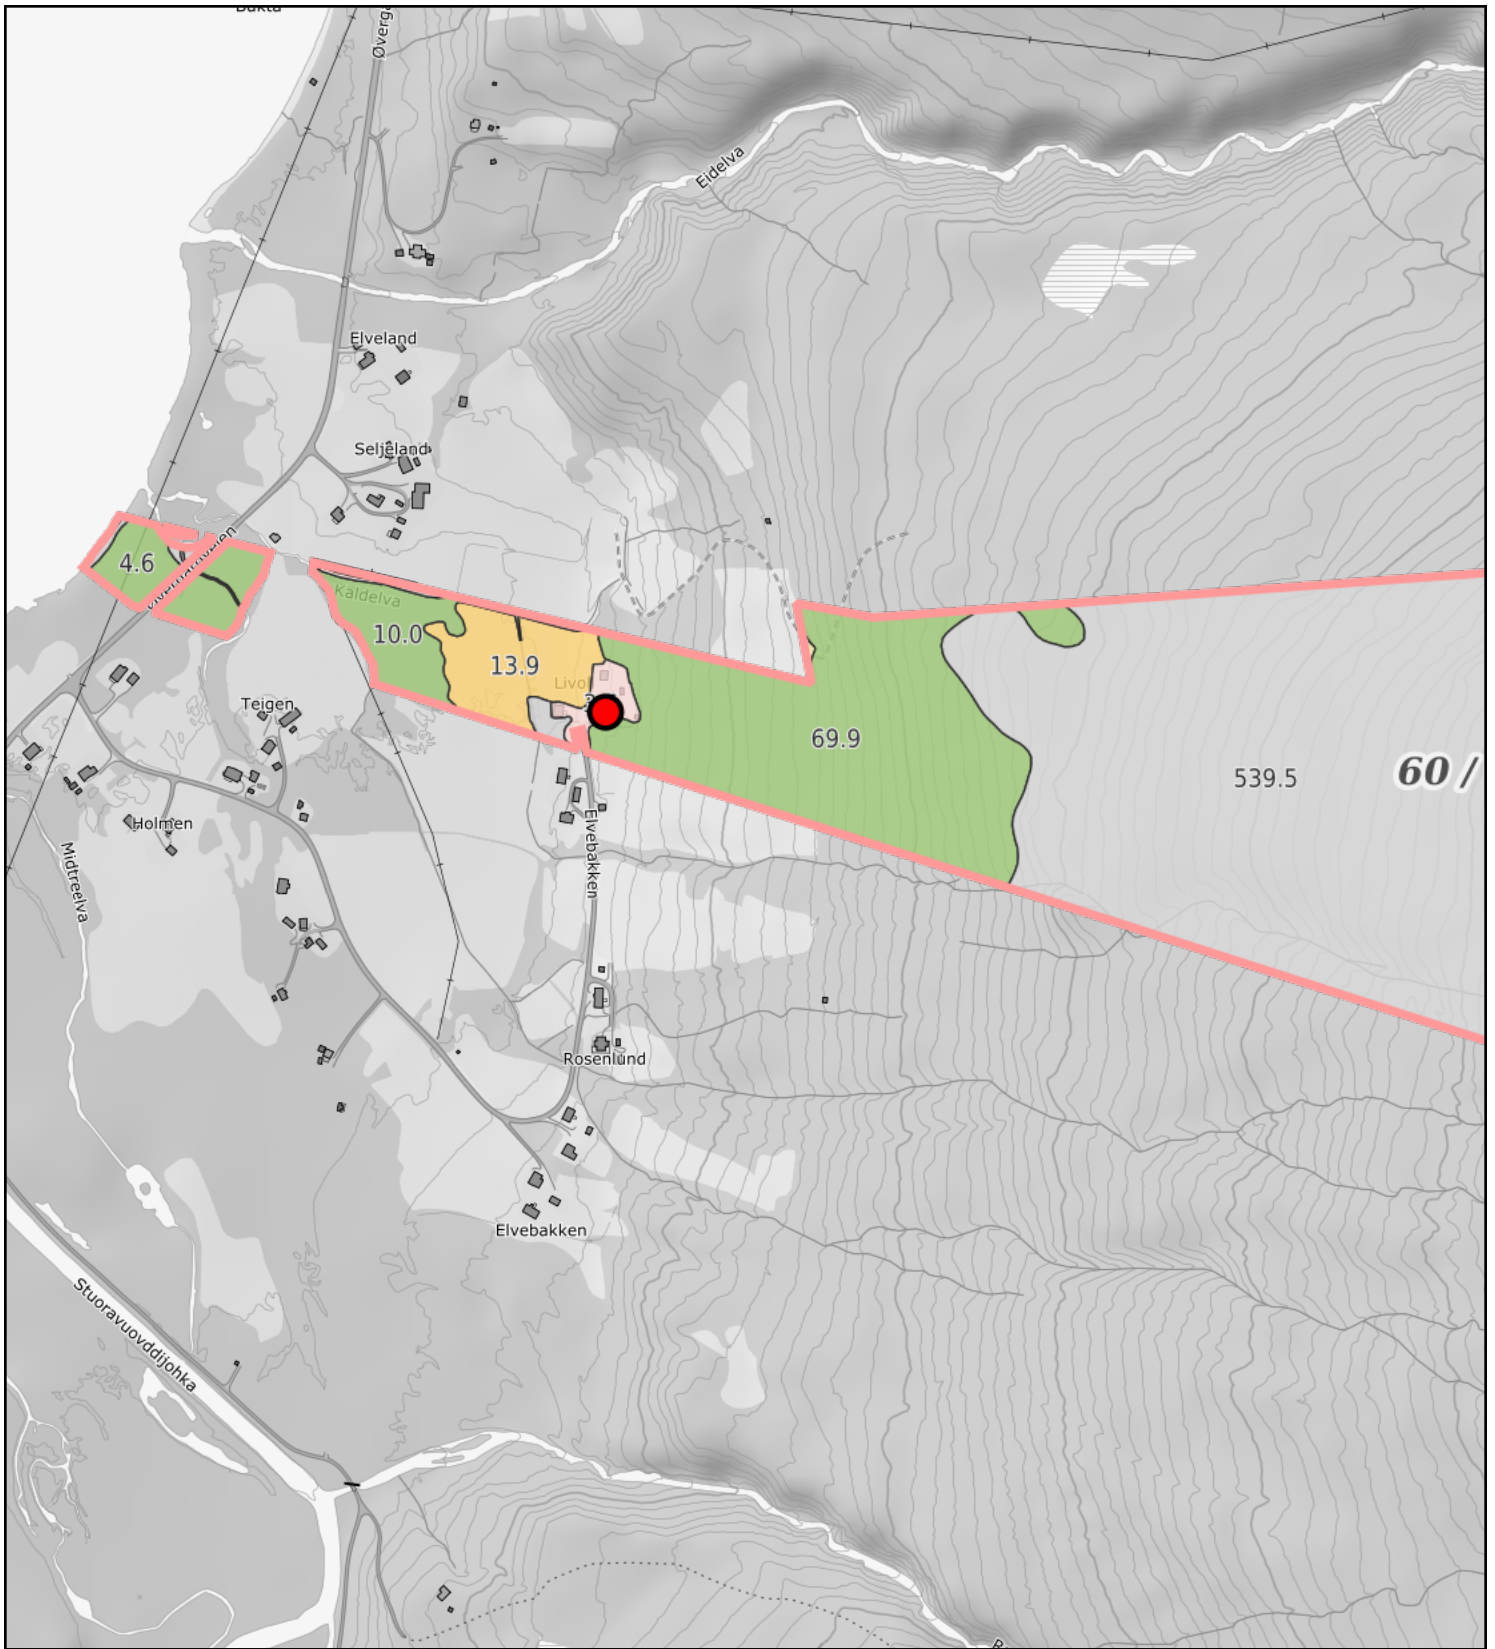 Eidelva
Elveland
Seljeland
4.6
Kaldelva
10.0
13.9
69.9
539.5
60 /
Teigen
Holmen
Midtreelva
Elvebakken
Rosenlund
Elvebakken
Stuoravuovddijohka